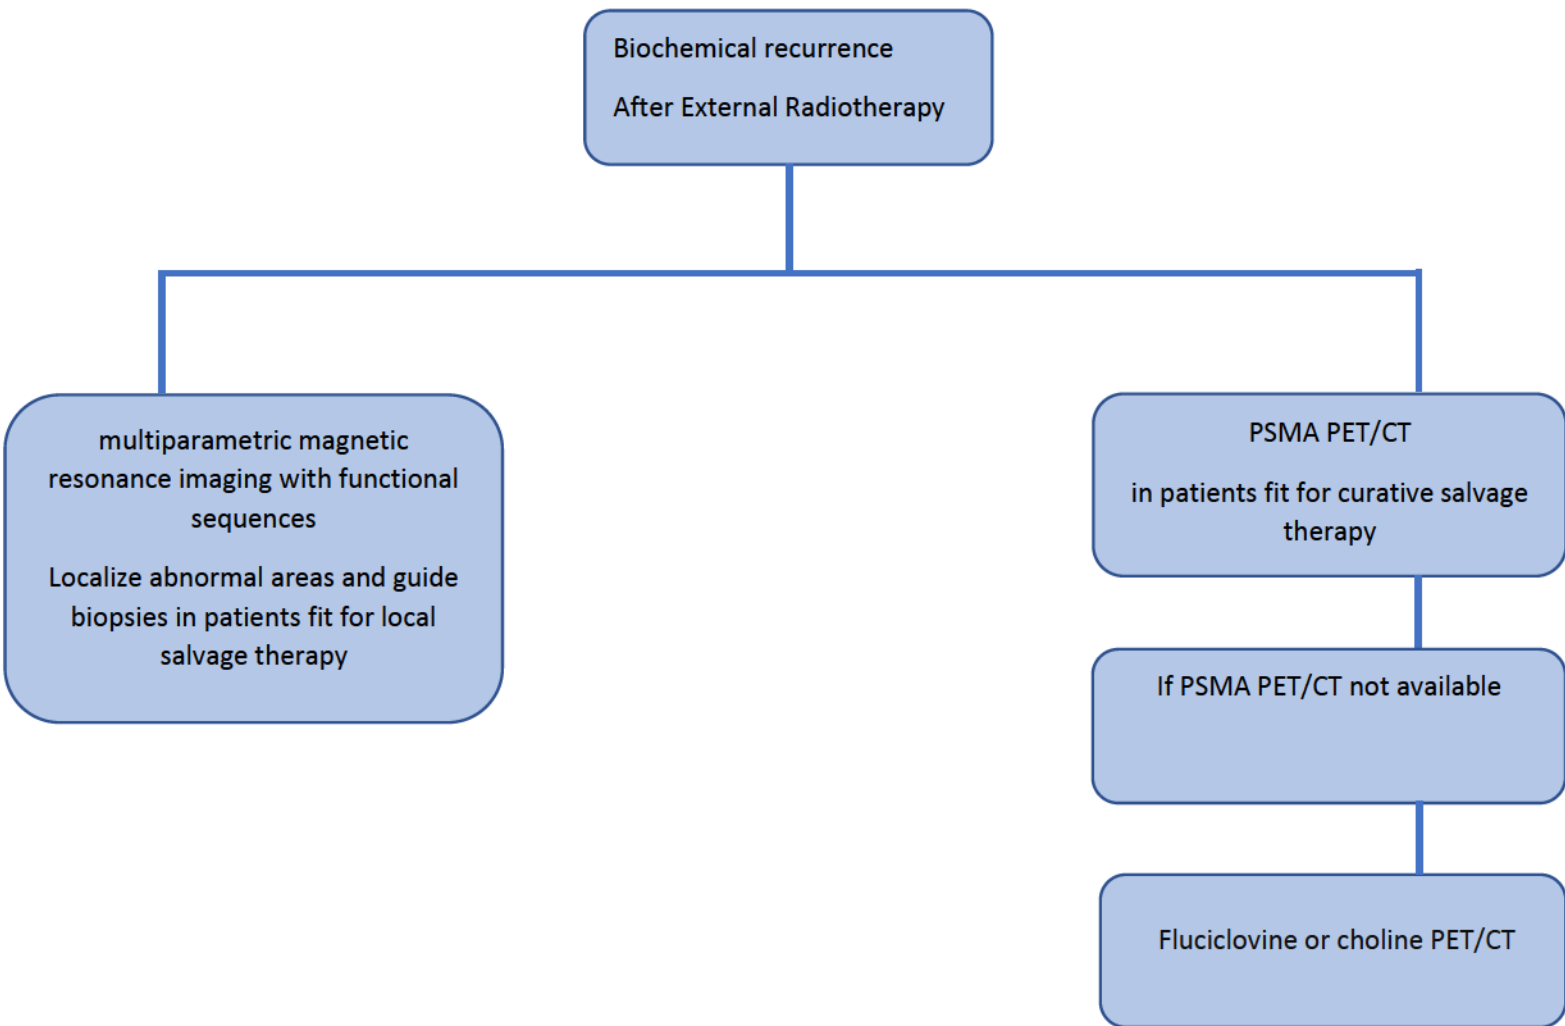 Biochemical recurrence
After External Radiotherapy
multiparametric magnetic
resonance imaging with functional
sequences
Localize abnormal areas and guide
biopsies in patients fit for local
salvage therapy
PSMA PET/CT
in patients fit for curative salvage
therapy
If PSMA PET/CT not available
Fluciclovine or choline PET/CT